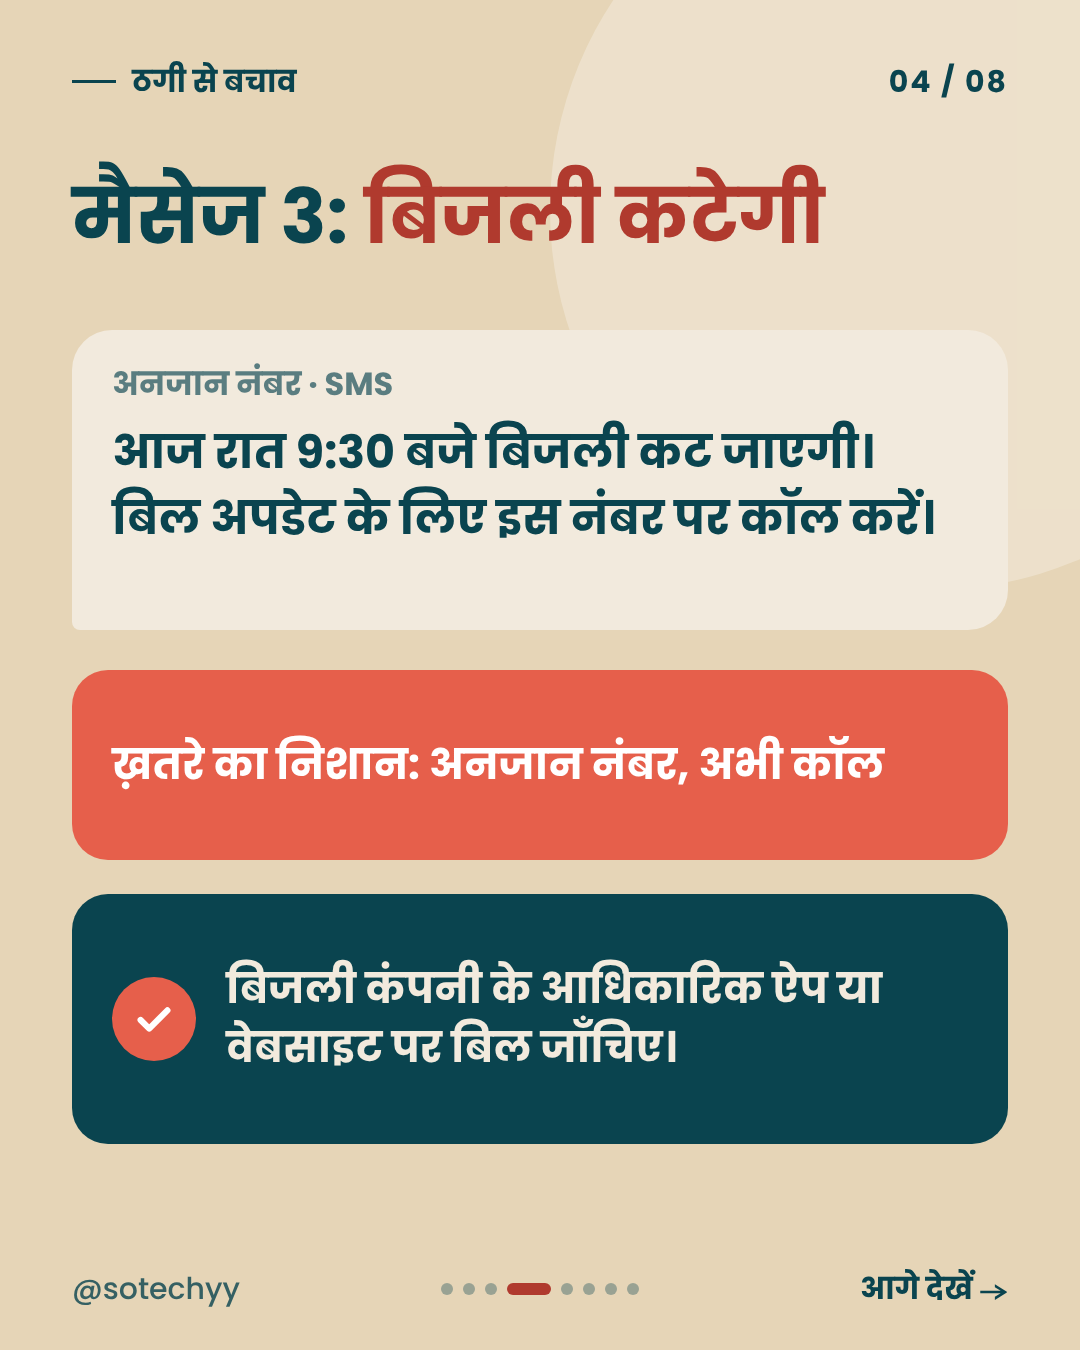 ठगी से बचाव
04 / 08
मैसेज 3: बिजली कटेगी
अनजान नंबर · SMS
आज रात 9:30 बजे बिजली कट जाएगी।
बिल अपडेट के लिए इस नंबर पर कॉल करें।
ख़तरे का निशान: अनजान नंबर, अभी कॉल
बिजली कंपनी के आधिकारिक ऐप या
वेबसाइट पर बिल जाँचिए।
@sotechyy
आगे देखें →